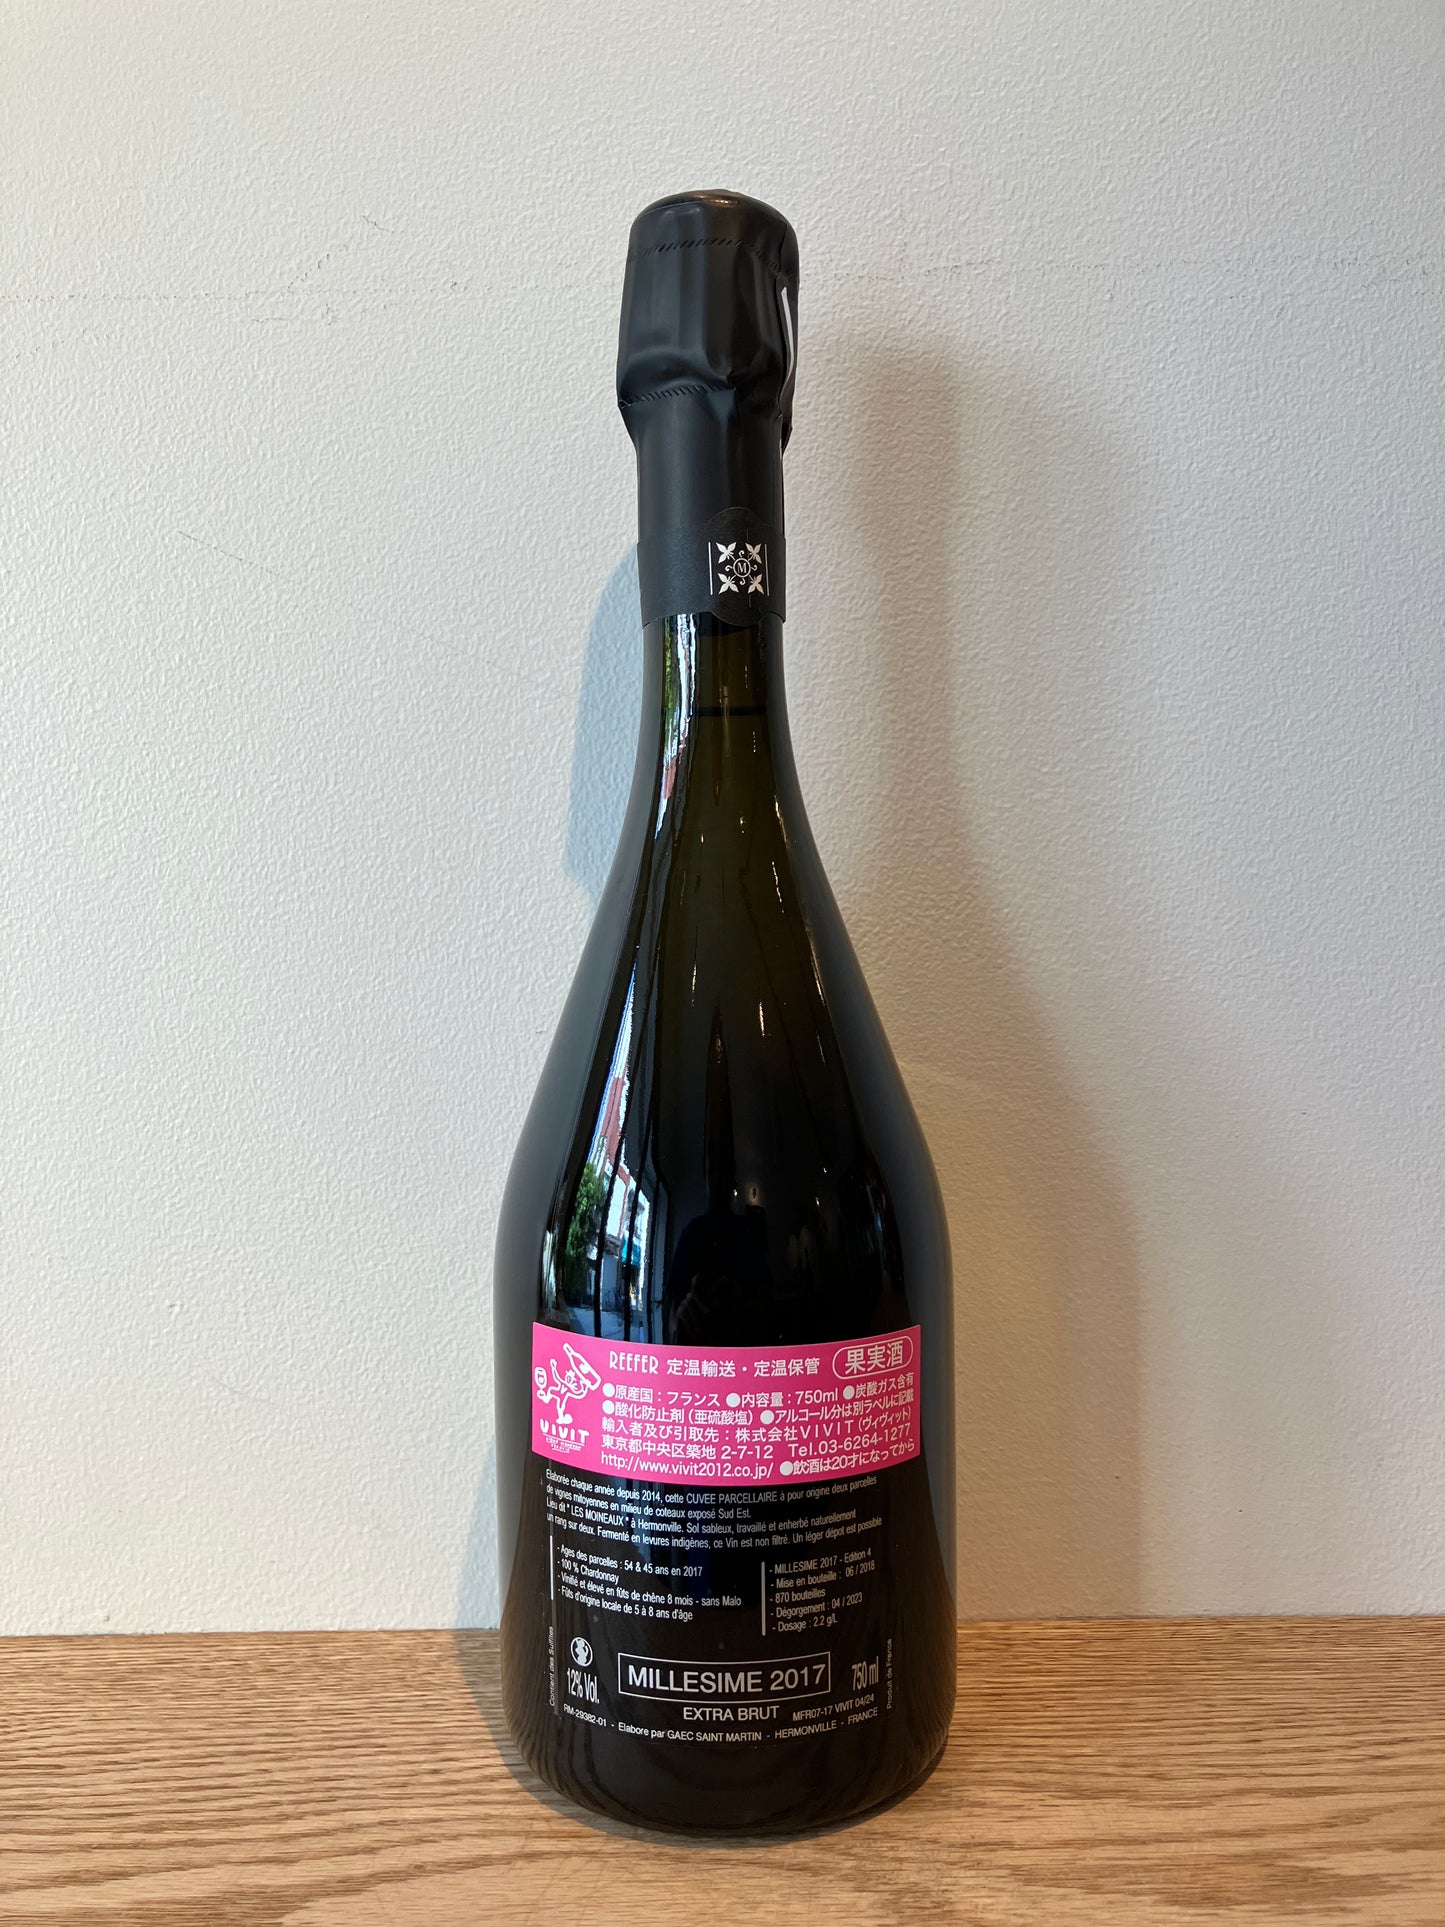 M
REEFER 定温輸送・定温保管 果実酒
●原産国：フランス ●内容量：750ml ●炭酸ガス含有
●酸化防止剤（亜硫酸塩） ●アルコール分は別ラベルに記載
輸入者及び引取先：株式会社VIVIT（ヴィヴィット）
東京都中央区築地 2-7-12 Tel.03-6264-1277
http://www.vivit2012.co.jp/ ●飲酒は20才になってから
VIVIT
Elaborée chaque année depuis 2014, cette CUVEE PARCELLAIRE à pour origine deux parcelles
de vignes mitoyennes en milieu de coteaux exposé Sud Est.
Lieu dit " LES MOINEAUX " à Hermonville. Sol sableux, travaillé et enherbé naturellement
un rang sur deux. Fermenté en levures indigènes, ce Vin est non filtré. Un léger dépot est possible
- Ages des parcelles : 54 & 45 ans en 2017
- 100 % Chardonnay
- Vinifié et élevé en fûts de chêne 8 mois - sans Malo
- Fûts d'origine locale de 5 à 8 ans d'âge
- MILLESIME 2017 - Edition 4
- Mise en bouteille : 06 / 2018
- 870 bouteilles
- Dégorgement : 04 / 2023
- Dosage : 2.2 g/L
Contient des Sulfites
12% Vol.
MILLESIME 2017
750 ml
Produit de France
EXTRA BRUT
MFR07-17 VIVIT 04/24
RM-29382-01 - Elabore par GAEC SAINT MARTIN - HERMONVILLE - FRANCE